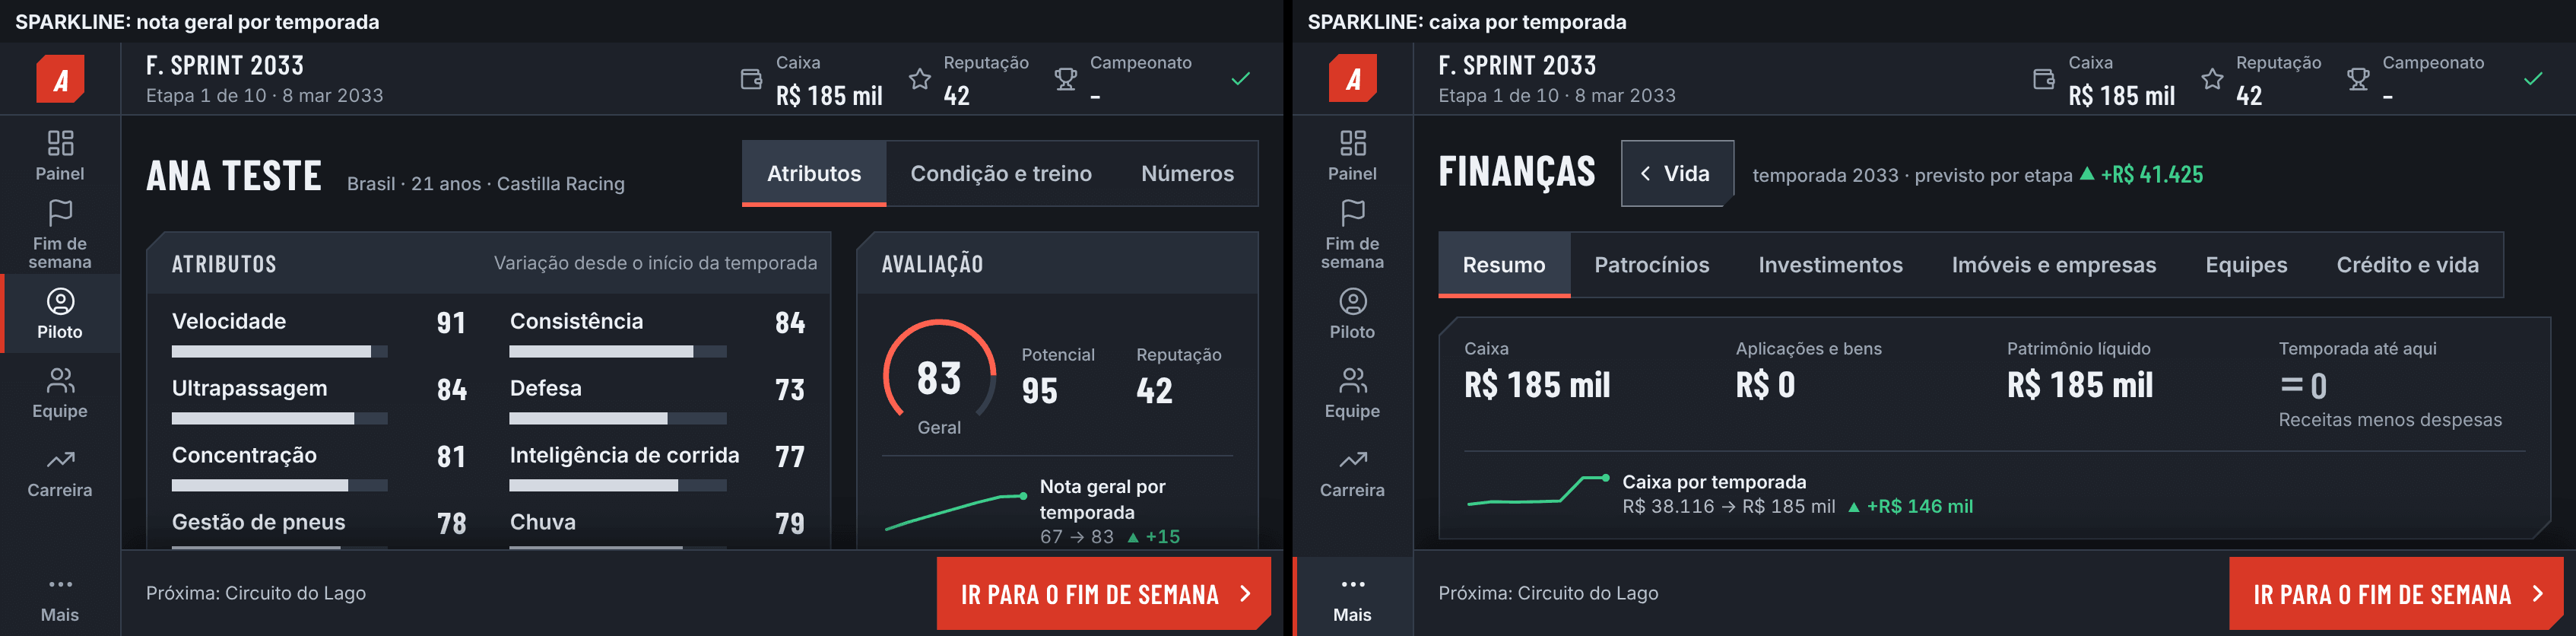 SPARKLINE: nota geral por temporada
A
F. SPRINT 2033
Etapa 1 de 10 · 8 mar 2033
Caixa
R$ 185 mil
Reputação
42
Campeonato
–
Painel
Fim de
semana
Piloto
Equipe
Carreira
Mais
ANA TESTE
Brasil · 21 anos · Castilla Racing
Atributos
Condição e treino
Números
ATRIBUTOS
Variação desde o início da temporada
Velocidade 91
Consistência 84
Ultrapassagem 84
Defesa 73
Concentração 81
Inteligência de corrida 77
Gestão de pneus 78
Chuva 79
AVALIAÇÃO
83
Geral
Potencial
95
Reputação
42
Nota geral por
temporada
67 → 83 ▲ +15
Próxima: Circuito do Lago
IR PARA O FIM DE SEMANA
SPARKLINE: caixa por temporada
A
F. SPRINT 2033
Etapa 1 de 10 · 8 mar 2033
Caixa
R$ 185 mil
Reputação
42
Campeonato
–
Painel
Fim de
semana
Piloto
Equipe
Carreira
Mais
FINANÇAS
Vida
temporada 2033 · previsto por etapa ▲ +R$ 41.425
Resumo
Patrocínios
Investimentos
Imóveis e empresas
Equipes
Crédito e vida
Caixa
R$ 185 mil
Aplicações e bens
R$ 0
Patrimônio líquido
R$ 185 mil
Temporada até aqui
= 0
Receitas menos despesas
Caixa por temporada
R$ 38.116 → R$ 185 mil ▲ +R$ 146 mil
Próxima: Circuito do Lago
IR PARA O FIM DE SEMANA